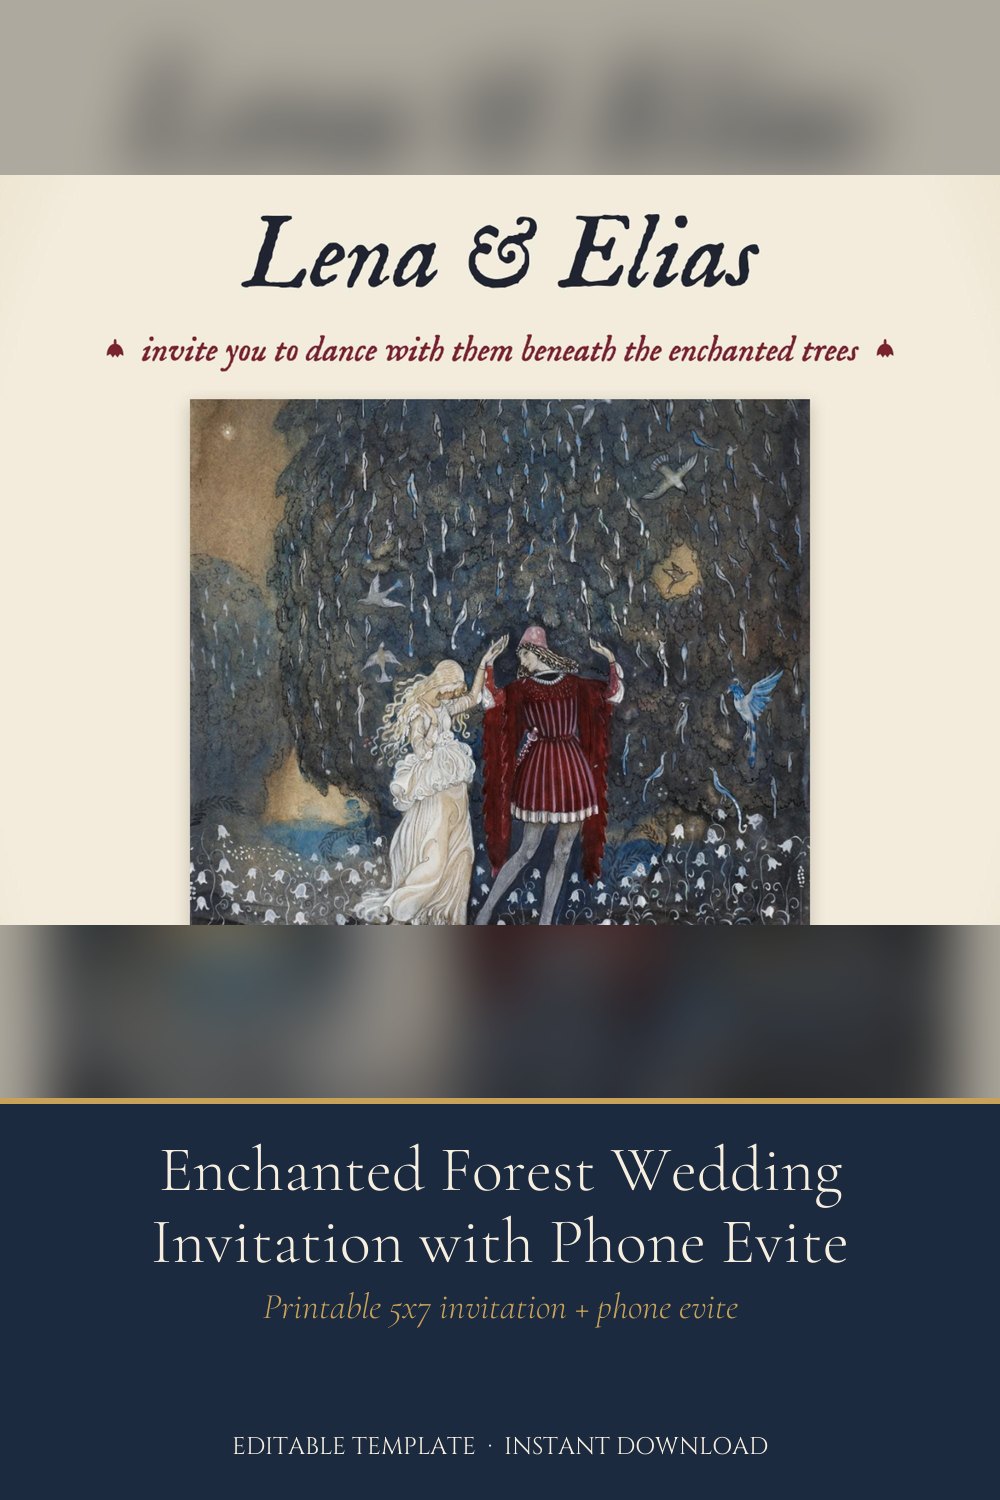 Lena & Elias
invite you to dance with them beneath the enchanted trees
Enchanted Forest Wedding
Invitation with Phone Evite
Printable 5x7 invitation + phone evite
EDITABLE TEMPLATE · INSTANT DOWNLOAD